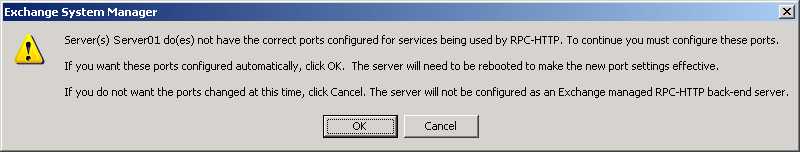 Exchange System Manager
Server(s) Server01 do(es) not have the correct ports configured for services being used by RPC-HTTP. To continue you must configure these ports.
If you want these ports configured automatically, click OK.  The server will need to be rebooted to make the new port settings effective.
If you do not want the ports changed at this time, click Cancel. The server will not be configured as an Exchange managed RPC-HTTP back-end server.
OK
Cancel